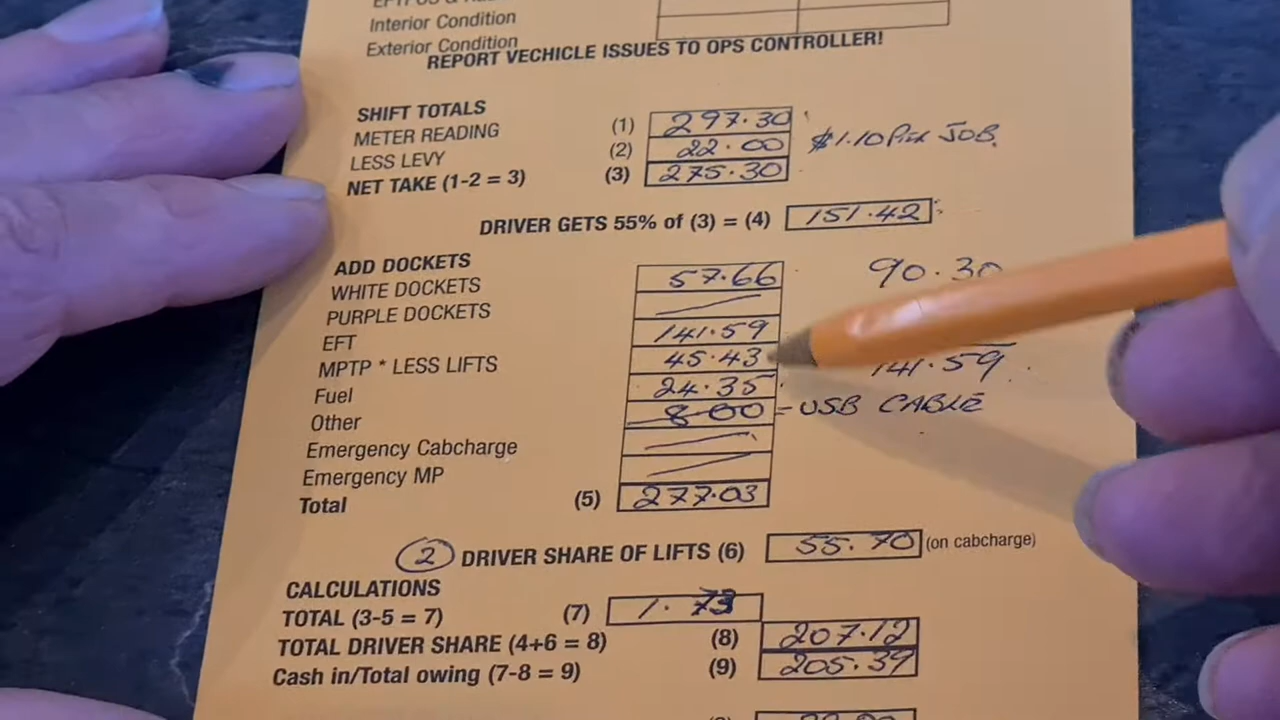 Interior Condition
Exterior Condition
REPORT VECHICLE ISSUES TO OPS CONTROLLER!
SHIFT TOTALS
METER READING (1) 297.30
LESS LEVY (2) 22.00 $1.10 PER JOB.
NET TAKE (1-2 = 3) (3) 275.30
DRIVER GETS 55% of (3) = (4) 151.42
ADD DOCKETS
WHITE DOCKETS 57.66 90.30
PURPLE DOCKETS
EFT 141.59
MPTP * LESS LIFTS 45.43 141.59
Fuel 24.35
Other 8.00 - USB CABLE
Emergency Cabcharge
Emergency MP
Total (5) 277.03
2 DRIVER SHARE OF LIFTS (6) 55.70 (on cabcharge)
CALCULATIONS
TOTAL (3-5 = 7) (7) 1.73
TOTAL DRIVER SHARE (4+6 = 8) (8) 207.12
Cash in/Total owing (7-8 = 9) (9) 205.39